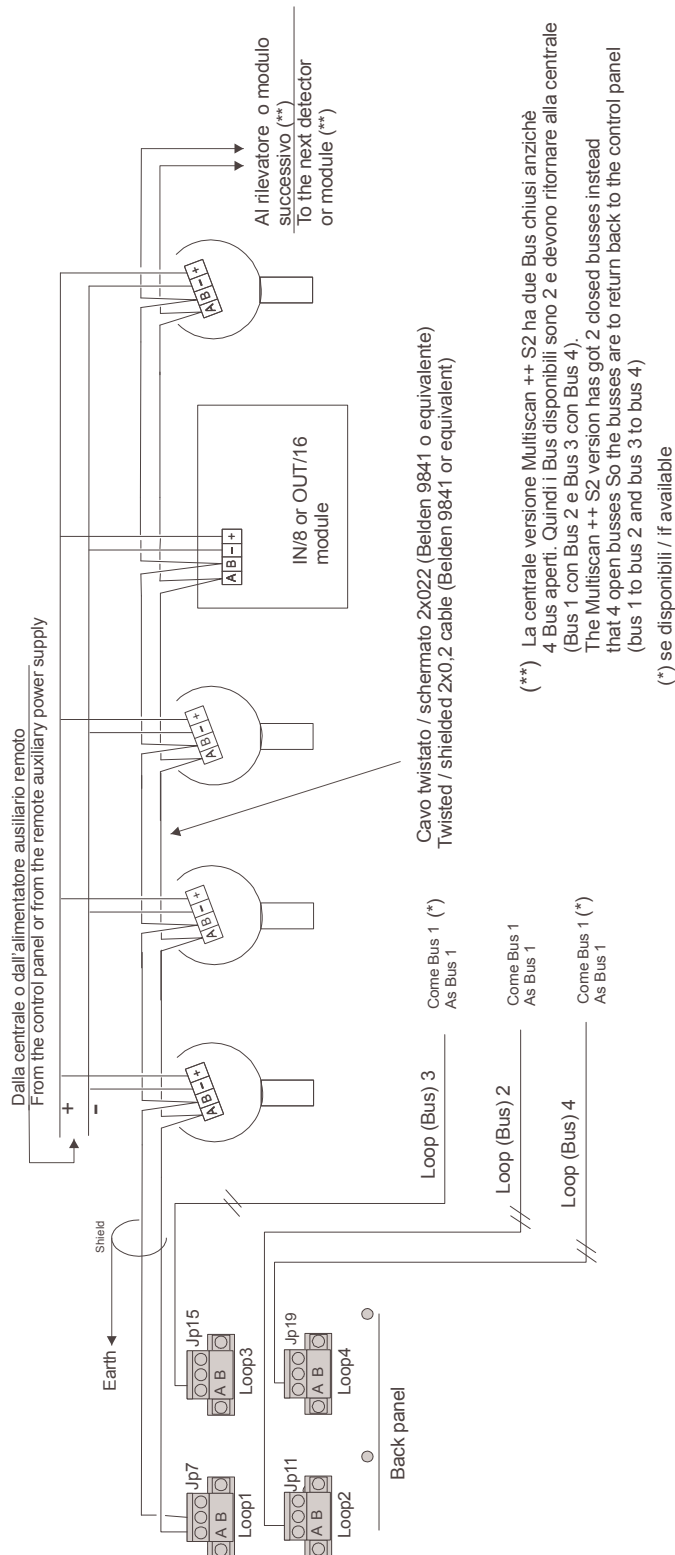 Dalla centrale o dall'alimentatore ausiliario remoto
From the control panel or from the remote auxiliary power supply
+
-
Shield
Earth
A B - +
A B - +
A B - +
A B - +
A B - +
IN/8 or OUT/16
module
Al rilevatore o modulo
successivo (**)
To the next detector
or module (**)
Cavo twistato / schermato 2x022 (Belden 9841 o equivalente)
Twisted / shielded 2x0,2 cable (Belden 9841 or equivalent)
Jp7
A B
Loop1
Jp15
A B
Loop3
Jp11
A B
Loop2
Jp19
A B
Loop4
Back panel
Loop (Bus) 3
Come Bus 1 (*)
As Bus 1
Loop (Bus) 2
Come Bus 1
As Bus 1
Loop (Bus) 4
Come Bus 1 (*)
As Bus 1
(**) La centrale versione Multiscan ++ S2 ha due Bus chiusi anzichè
4 Bus aperti. Quindi i Bus disponibili sono 2 e devono ritornare alla centrale
(Bus 1 con Bus 2 e Bus 3 con Bus 4).
The Multiscan ++ S2 version has got 2 closed busses instead
that 4 open busses So the busses are to return back to the control panel
(bus 1 to bus 2 and bus 3 to bus 4)
(*) se disponibili / if available